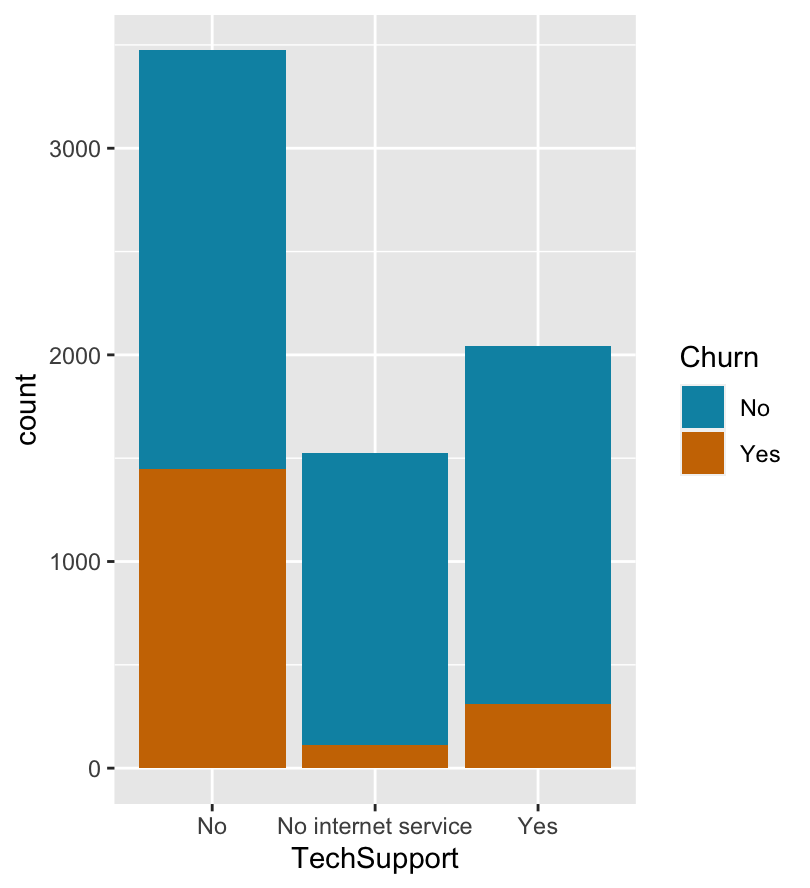 count
3000
2000
1000
0
No
No internet service
Yes
TechSupport
Churn
No
Yes